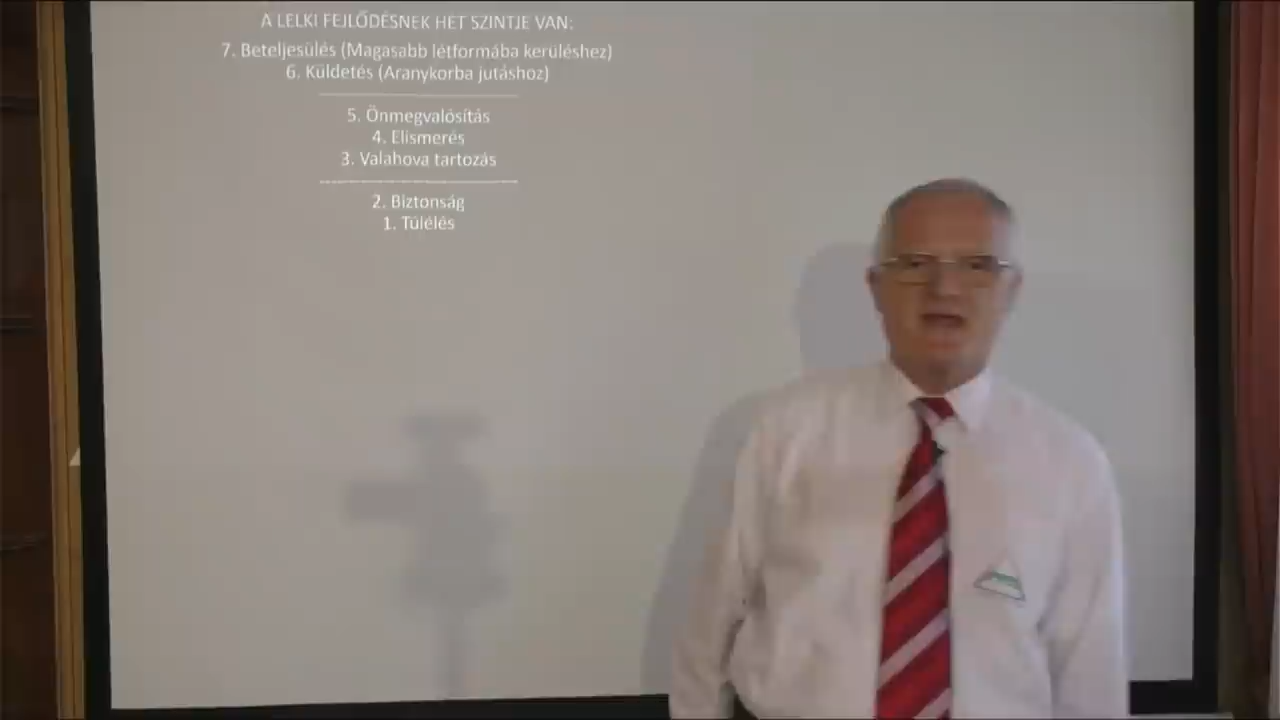 A LELKI FEJLŐDÉSNEK HÉT SZINTJE VAN:
7. Beteljesülés (Magasabb létformába kerüléshez)
6. Küldetés (Aranykorba jutáshoz)
5. Önmegvalósítás
4. Elismerés
3. Valahova tartozás
2. Biztonság
1. Túlélés